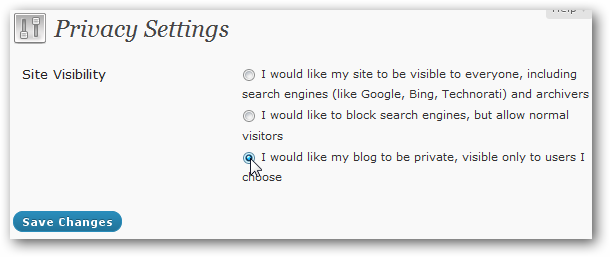 Help
Privacy Settings
Site Visibility
I would like my site to be visible to everyone, including
search engines (like Google, Bing, Technorati) and archivers
I would like to block search engines, but allow normal
visitors
I would like my blog to be private, visible only to users I
choose
Save Changes